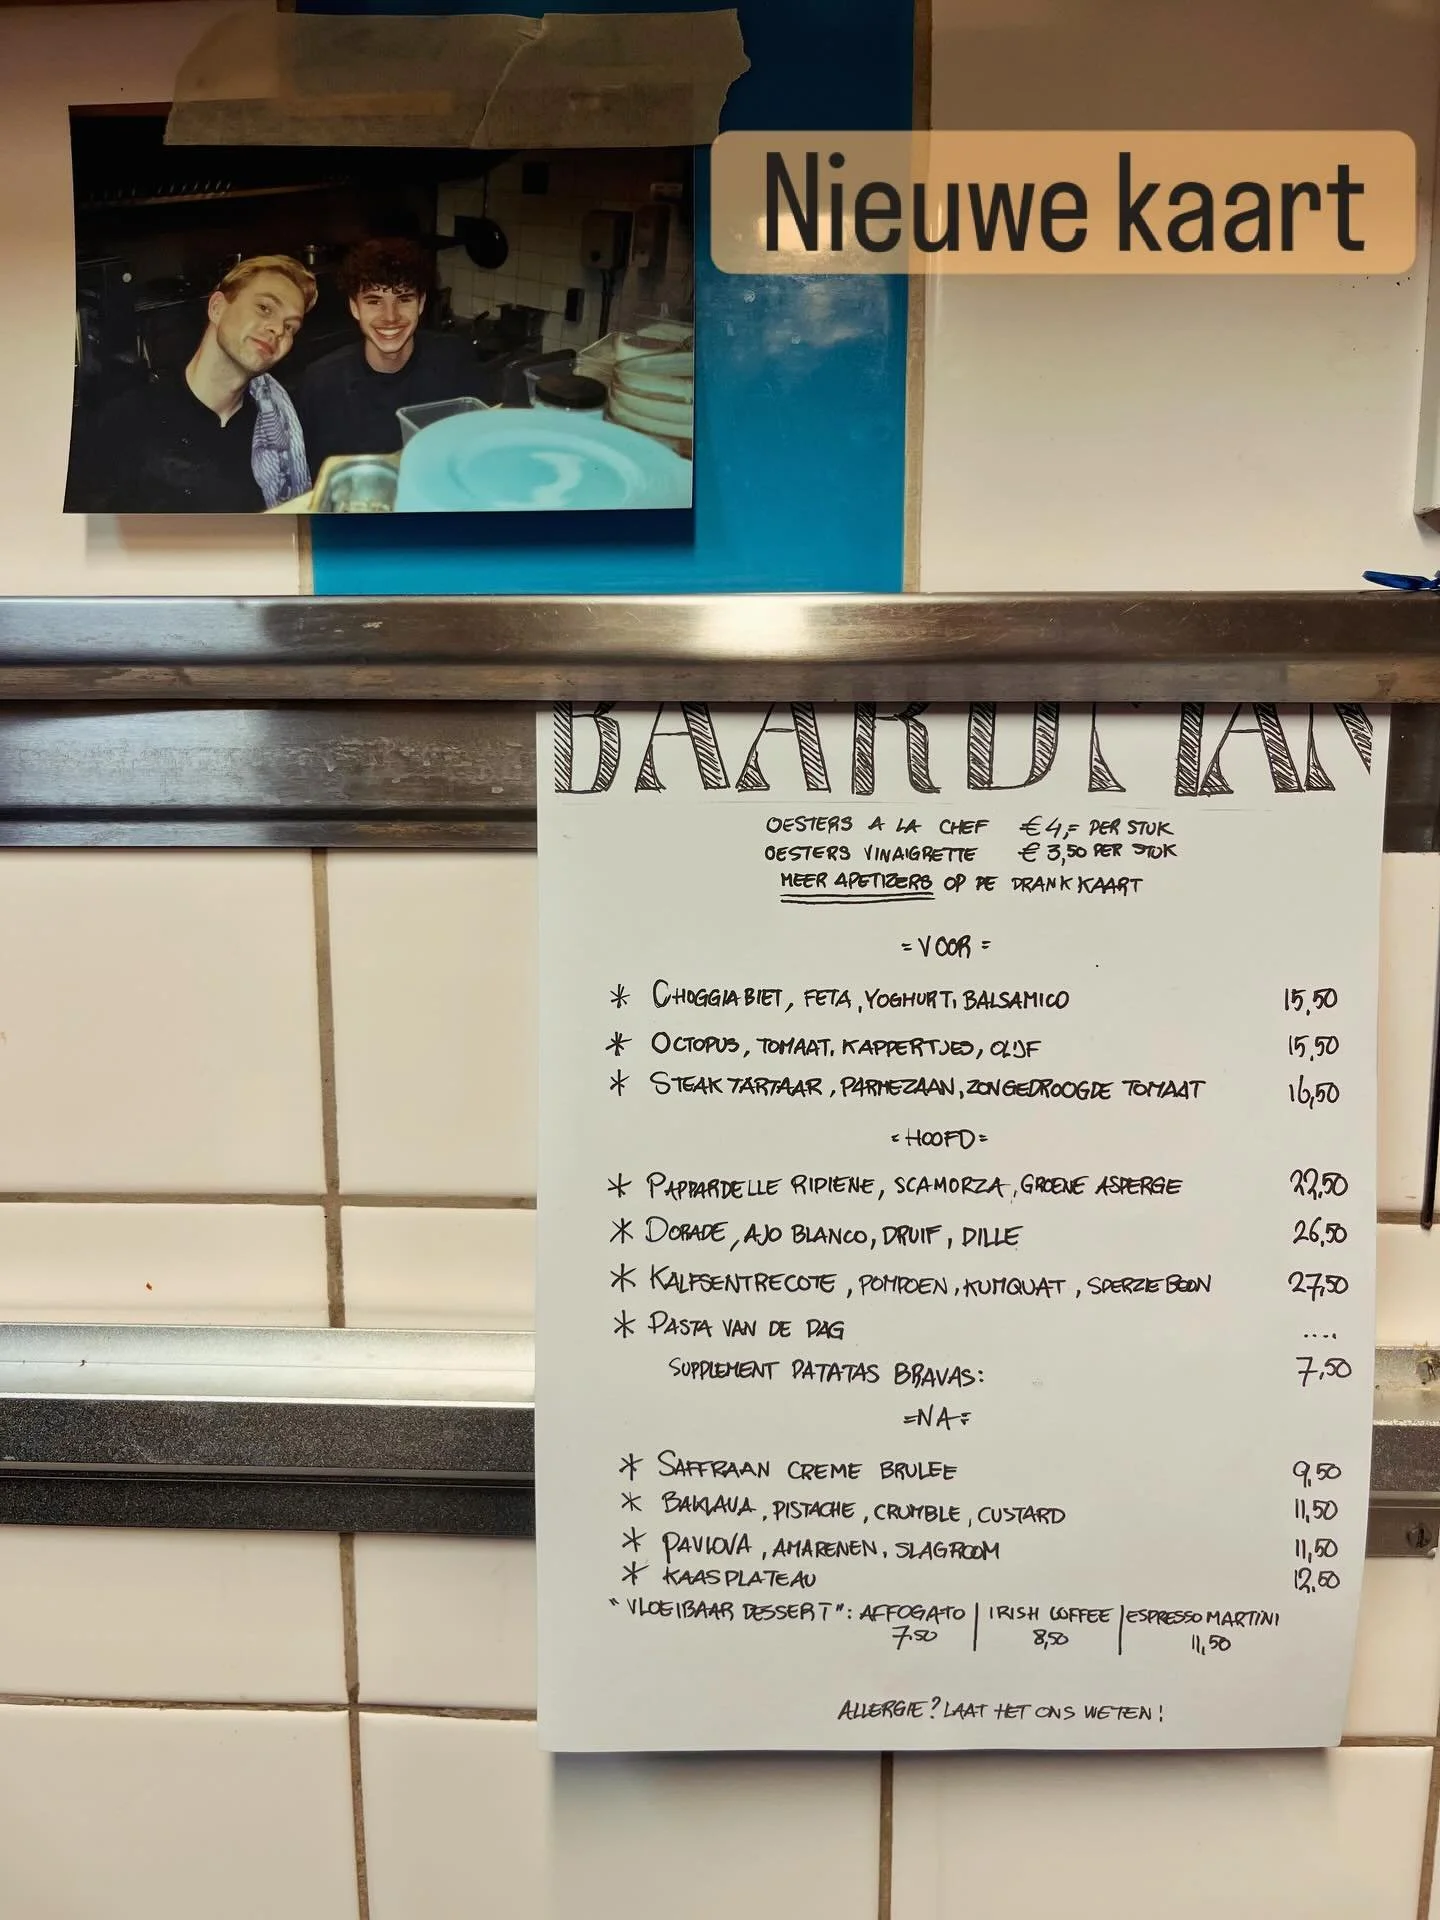 Nieuwe kaart
BAARDMAN
OESTERS A LA CHEF €4,= PER STUK
OESTERS VINAIGRETTE €3,50 PER STUK
MEER APETIZERS OP DE DRANKKAART
=VOOR=
* CHOGGIA BIET, FETA, YOGHURT, BALSAMICO 15,50
* OCTOPUS, TOMAAT, KAPPERTJES, OLIJF 15,50
* STEAK TARTAAR, PARMEZAAN, ZONGEDROOGDE TOMAAT 16,50
=HOOFD=
* PAPPARDELLE RIPIENE, SCAMORZA, GROENE ASPERGE 22,50
* DORADE, AJO BLANCO, DRUIF, DILLE 26,50
* KALFSENTRECOTE, POMPOEN, KUMQUAT, SPERZIEBOON 27,50
* PASTA VAN DE DAG ....
SUPPLEMENT PATATAS BRAVAS: 7,50
=NA=
* SAFFRAAN CREME BRULEE 9,50
* BAKLAVA, PISTACHE, CRUMBLE, CUSTARD 11,50
* PAVLOVA, AMARENEN, SLAGROOM 11,50
* KAASPLATEAU 12,50
"VLOEIBAAR DESSERT": AFFOGATO | IRISH COFFEE | ESPRESSO MARTINI
7,50 8,50 11,50
ALLERGIE? LAAT HET ONS WETEN!